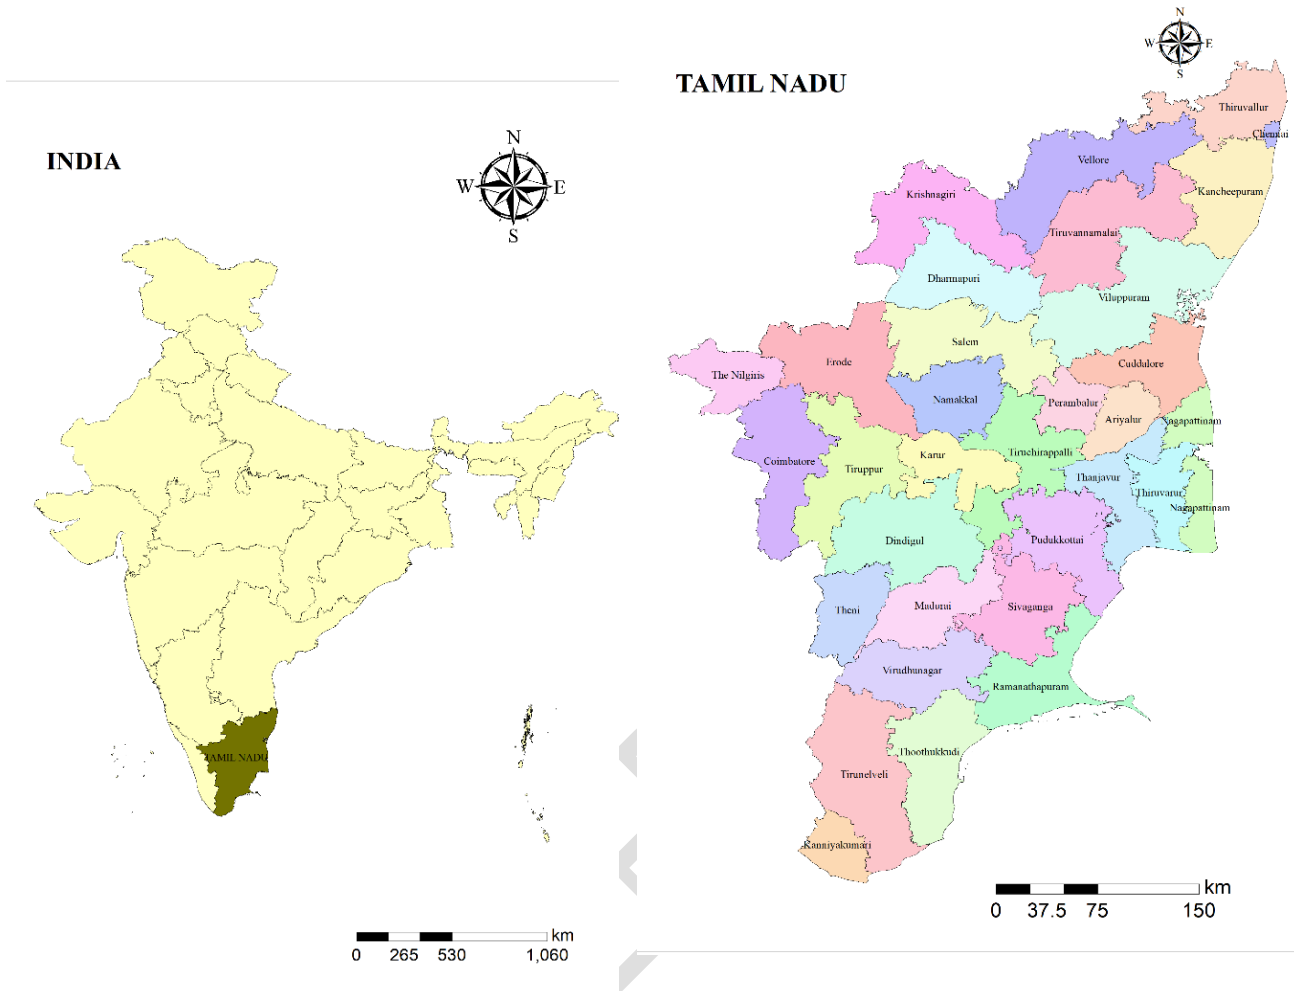 INDIA
N
W E
S
TAMIL NADU
0 265 530 1,060
km
TAMIL NADU
N
W E
S
Thiruvallur
Chennai
Vellore
Kancheepuram
Krishnagiri
Tiruvannamalai
Dharmapuri
Viluppuram
Salem
Erode
Cuddulore
The Nilgiris
Namakkal
Perambalur
Ariyalur
Nagapattinam
Coimbatore
Tiruppur
Karur
Tiruchirappalli
Thanjavur
Thiruvarur
Nagapattinam
Dindigul
Pudukkottai
Theni
Madurai
Sivaganga
Virudhunagar
Ramanathapuram
Thoothukkudi
Tirunelveli
Kanniyakumari
km
0 37.5 75 150